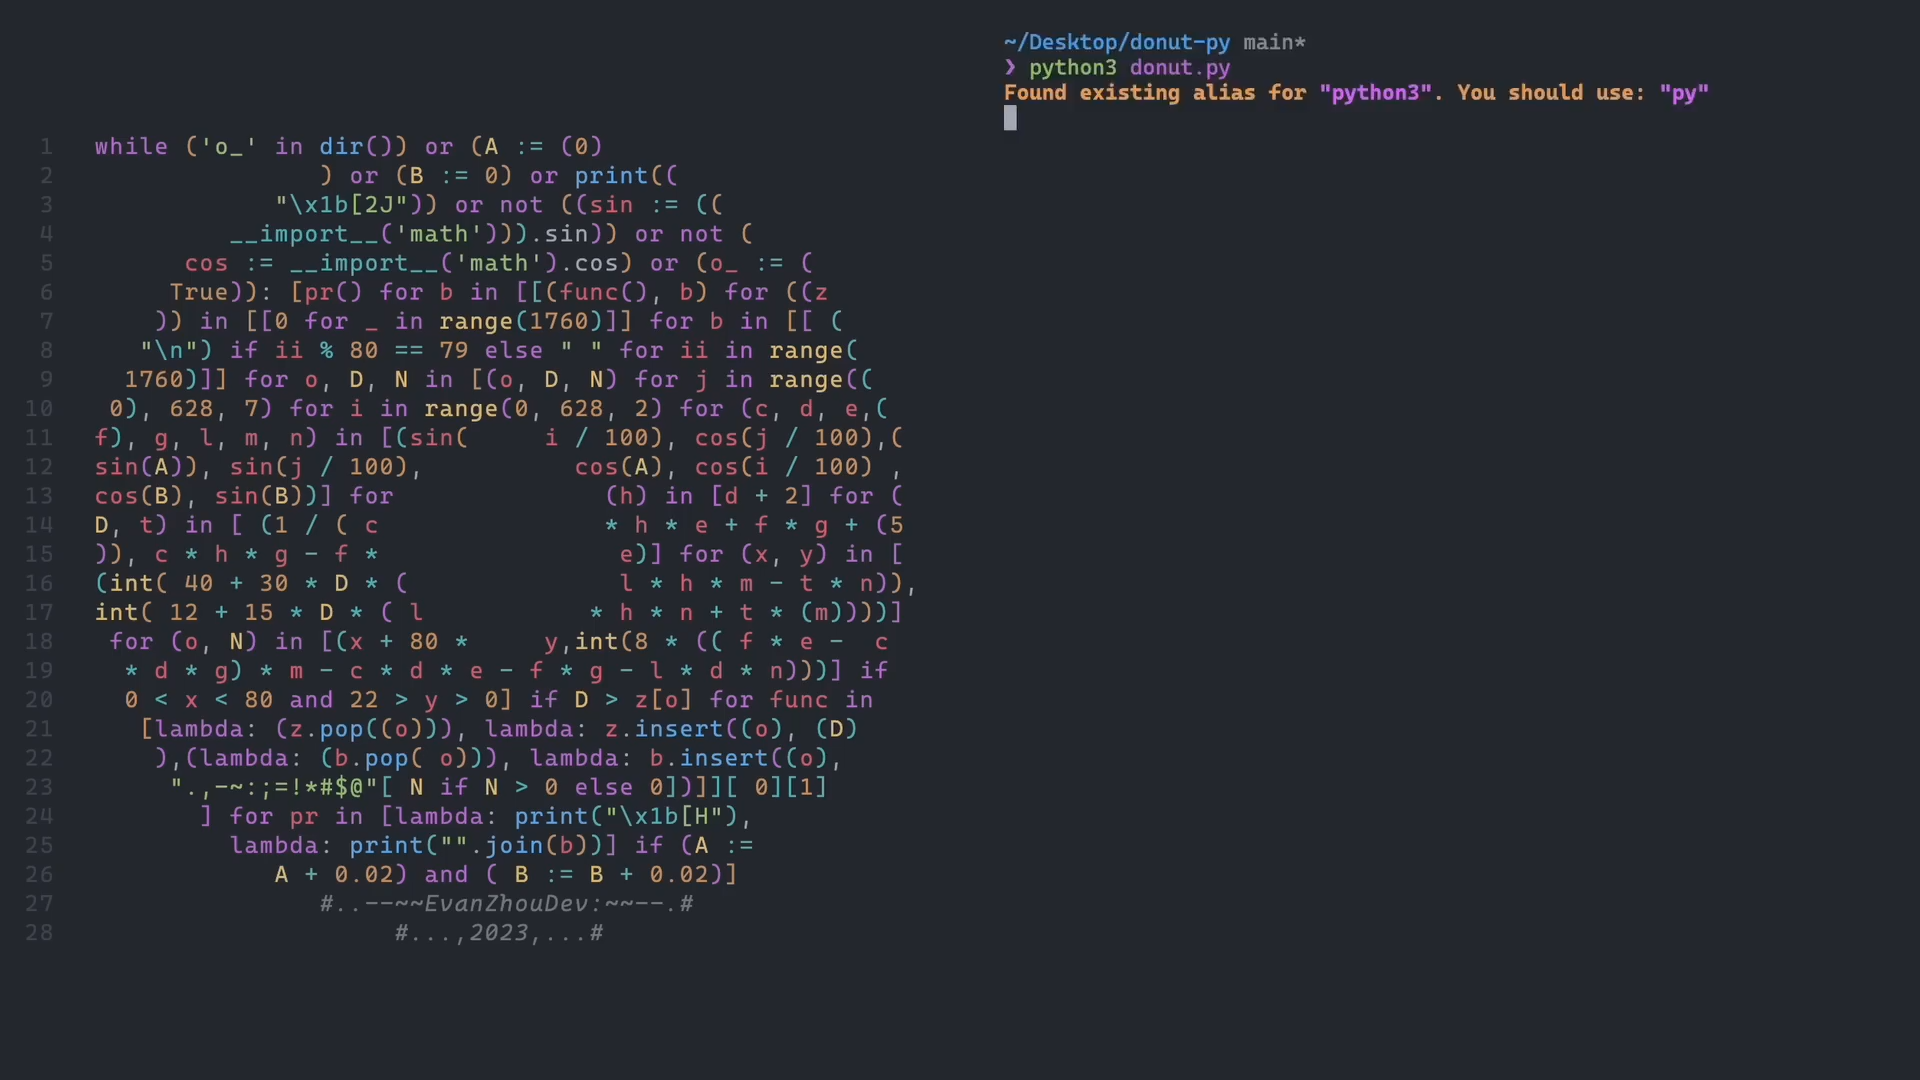 ~/Desktop/donut-py main*
❯ python3 donut.py
Found existing alias for "python3". You should use: "py"
1 while ('o_' in dir()) or (A := (0)
2 ) or (B := 0) or print((
3 "\x1b[2J")) or not ((sin := ((
4 __import__('math'))).sin)) or not (
5 cos := __import__('math').cos) or (o_ := (
6 True)): [pr() for b in [[(func(), b) for ((z
7 )) in [[0 for _ in range(1760)]] for b in [[ (
8 "\n") if ii % 80 == 79 else " " for ii in range(
9 1760)]] for o, D, N in [(o, D, N) for j in range((
10 0), 628, 7) for i in range(0, 628, 2) for (c, d, e,(
11 f), g, l, m, n) in [(sin( i / 100), cos(j / 100),(
12 sin(A)), sin(j / 100), cos(A), cos(i / 100) ,
13 cos(B), sin(B))] for (h) in [d + 2] for (
14 D, t) in [ (1 / ( c * h * e + f * g + (5
15 )), c * h * g - f * e)] for (x, y) in [
16 (int( 40 + 30 * D * ( l * h * m - t * n)),
17 int( 12 + 15 * D * ( l * h * n + t * (m))))]
18 for (o, N) in [(x + 80 * y,int(8 * (( f * e - c
19 * d * g) * m - c * d * e - f * g - l * d * n)))] if
20 0 < x < 80 and 22 > y > 0] if D > z[o] for func in
21 [lambda: (z.pop((o))), lambda: z.insert((o), (D)
22 ),(lambda: (b.pop( o))), lambda: b.insert((o),
23 ".,-~:;=!*#$@"[ N if N > 0 else 0])]][ 0][1]
24 ] for pr in [lambda: print("\x1b[H"),
25 lambda: print("".join(b))] if (A :=
26 A + 0.02) and ( B := B + 0.02)]
27 #..--~~EvanZhouDev:~~--.#
28 #...,2023,...#